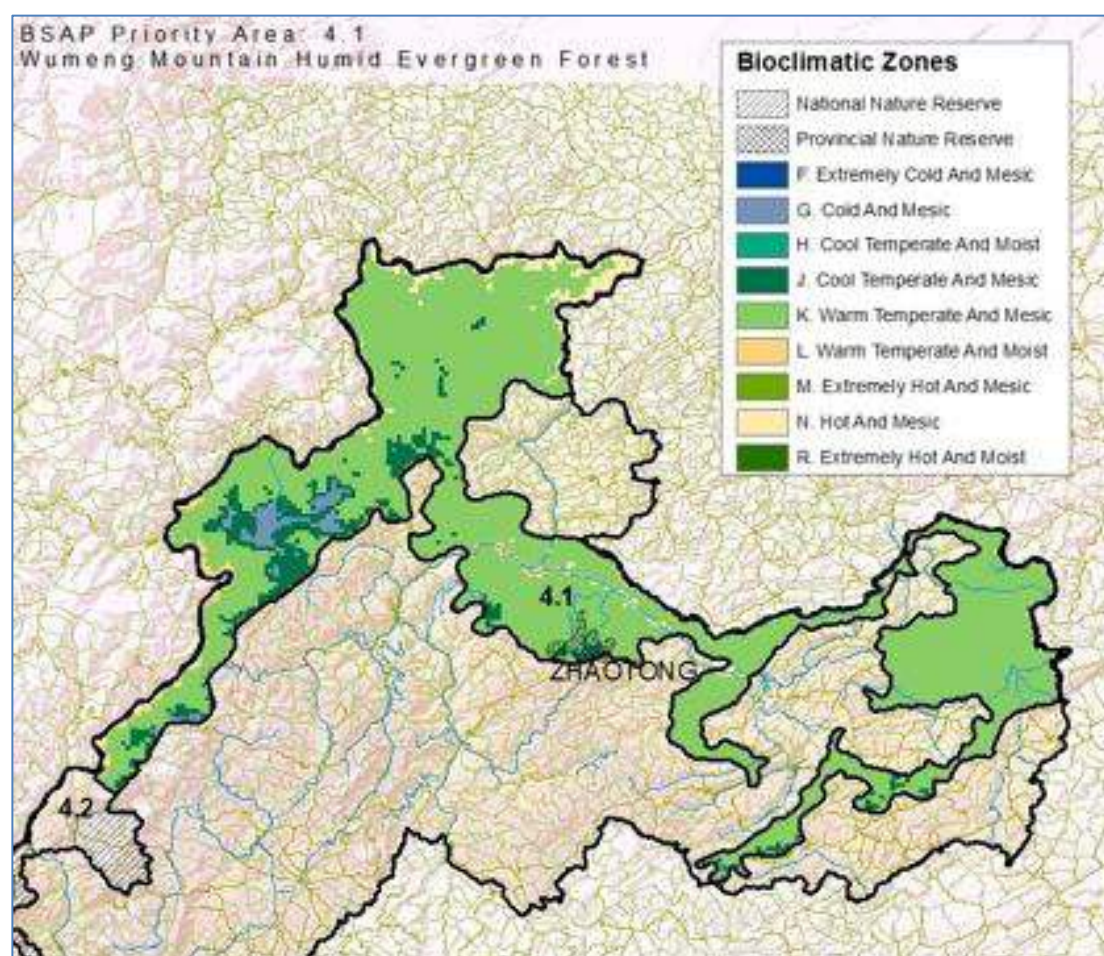 BSAP Priority Area: 4.1
Wumeng Mountain Humid Evergreen Forest
Bioclimatic Zones
National Nature Reserve
Provincial Nature Reserve
F. Extremely Cold And Mesic
G. Cold And Mesic
H. Cool Temperate And Moist
J. Cool Temperate And Mesic
K. Warm Temperate And Mesic
L. Warm Temperate And Moist
M. Extremely Hot And Mesic
N. Hot And Mesic
R. Extremely Hot And Moist
4.1
ZHAOTONG
4.2